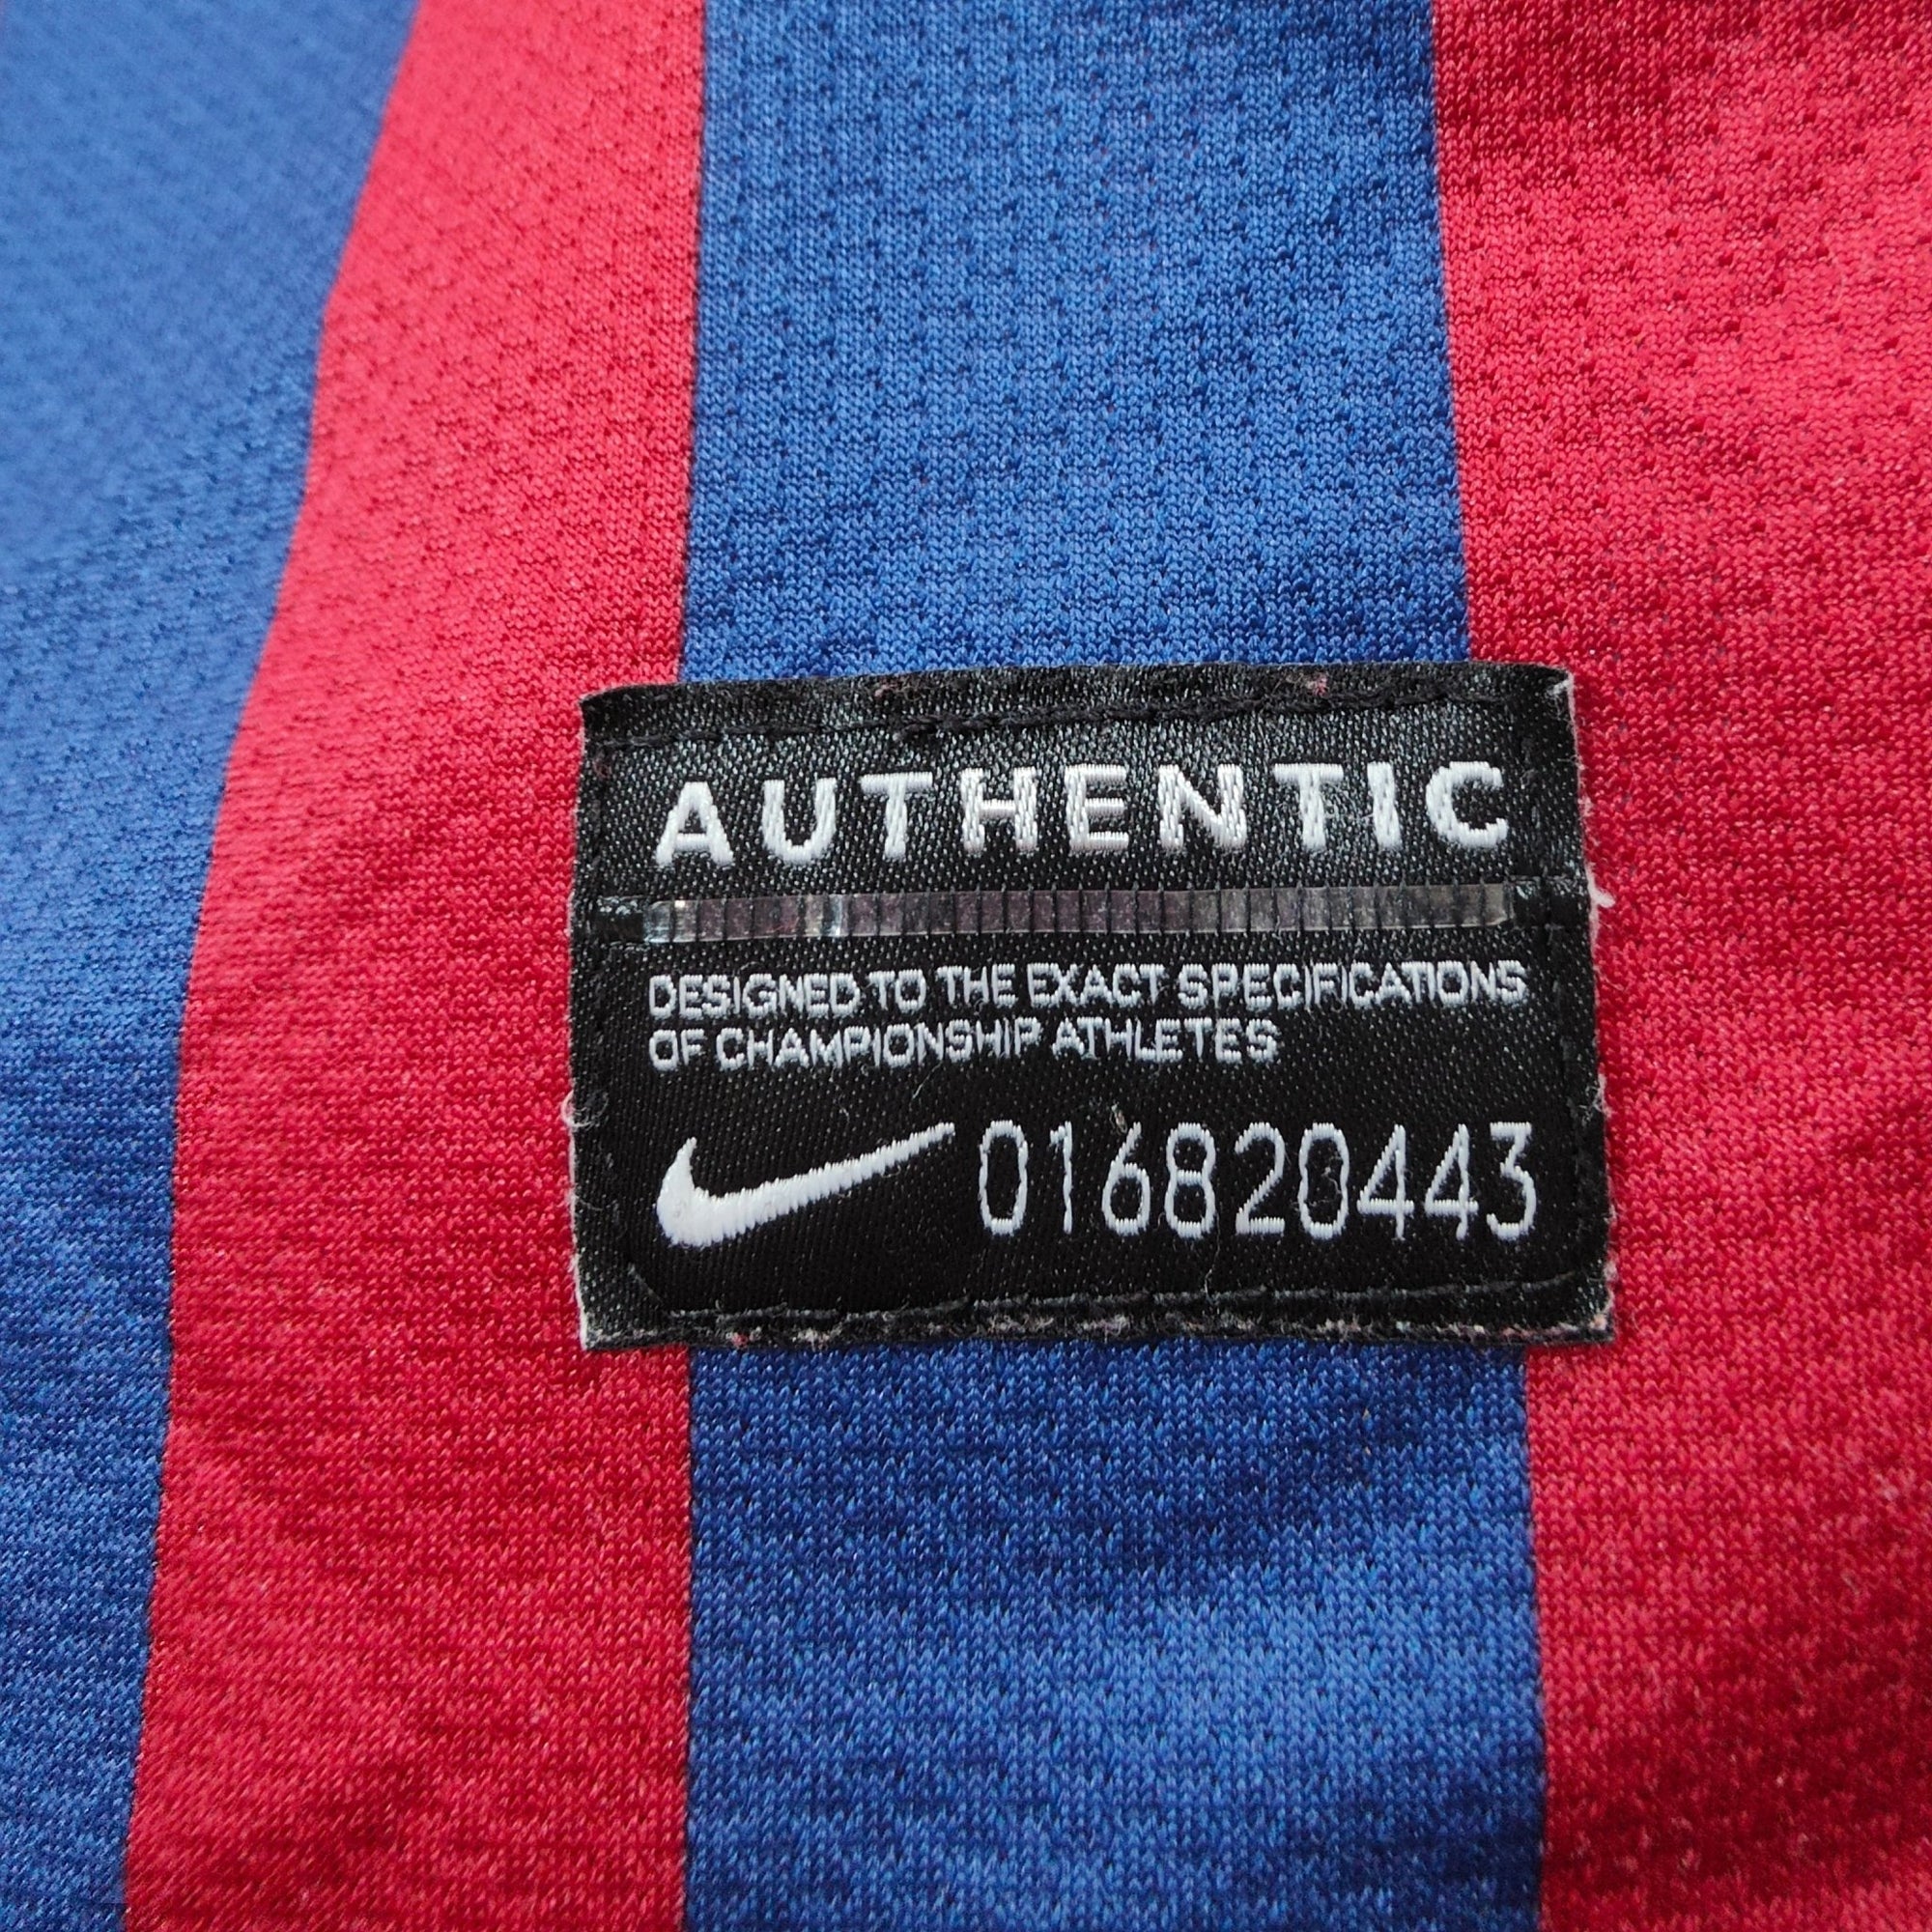 AUTHENTIC
DESIGNED TO THE EXACT SPECIFICATIONS
OF CHAMPIONSHIP ATHLETES
016820443